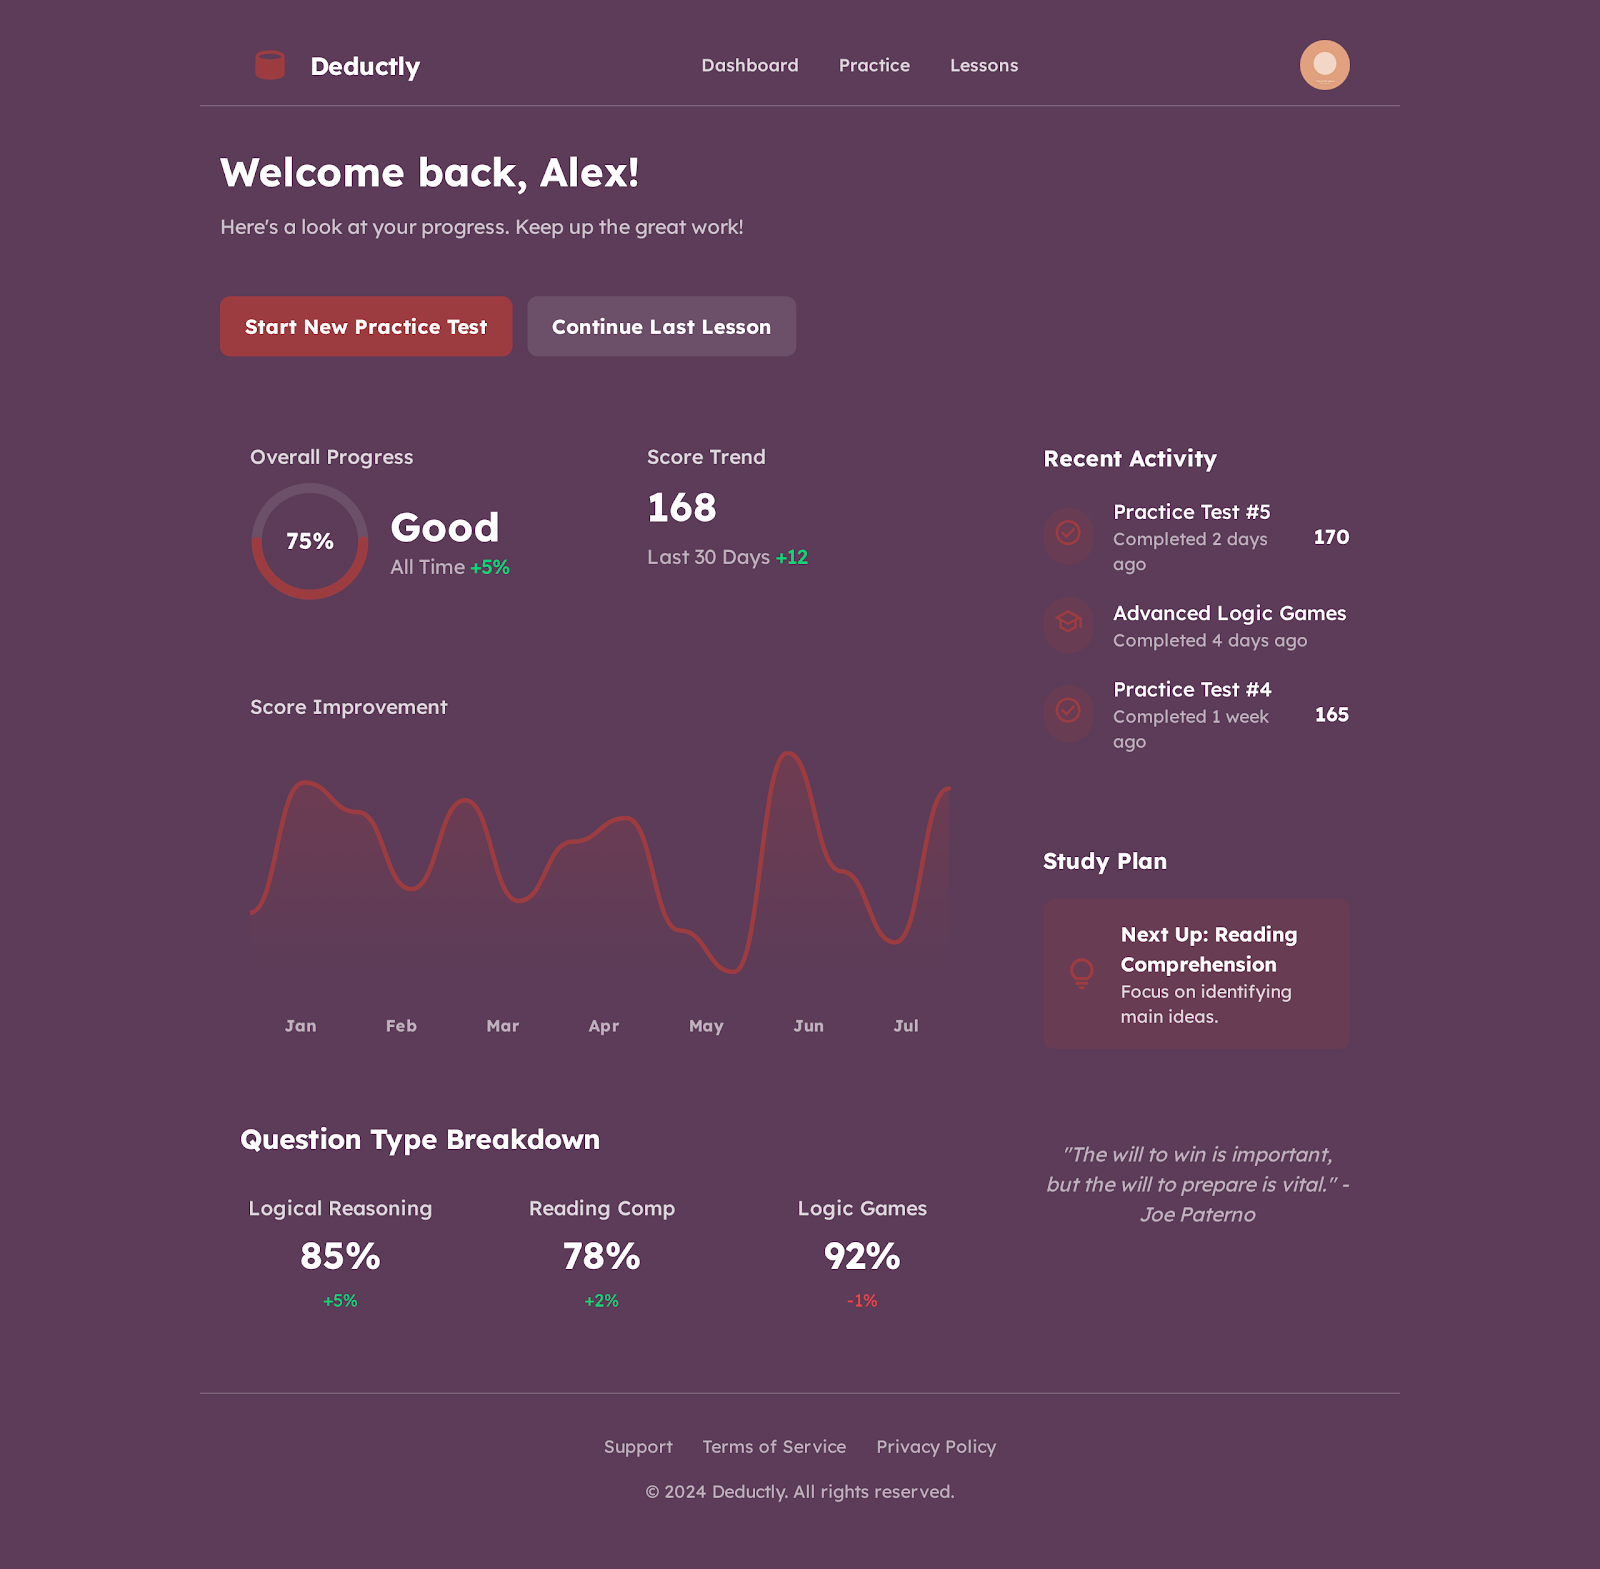 Deductly
Dashboard Practice Lessons
Welcome back, Alex!
Here's a look at your progress. Keep up the great work!
Start New Practice Test
Continue Last Lesson
Overall Progress
75%
Good
All Time +5%
Score Trend
168
Last 30 Days +12
Score Improvement
Jan Feb Mar Apr May Jun Jul
Question Type Breakdown
Logical Reasoning
85%
+5%
Reading Comp
78%
+2%
Logic Games
92%
-1%
Recent Activity
Practice Test #5
Completed 2 days
ago
170
Advanced Logic Games
Completed 4 days ago
Practice Test #4
Completed 1 week
ago
165
Study Plan
Next Up: Reading
Comprehension
Focus on identifying
main ideas.
"The will to win is important,
but the will to prepare is vital." -
Joe Paterno
Support Terms of Service Privacy Policy
© 2024 Deductly. All rights reserved.